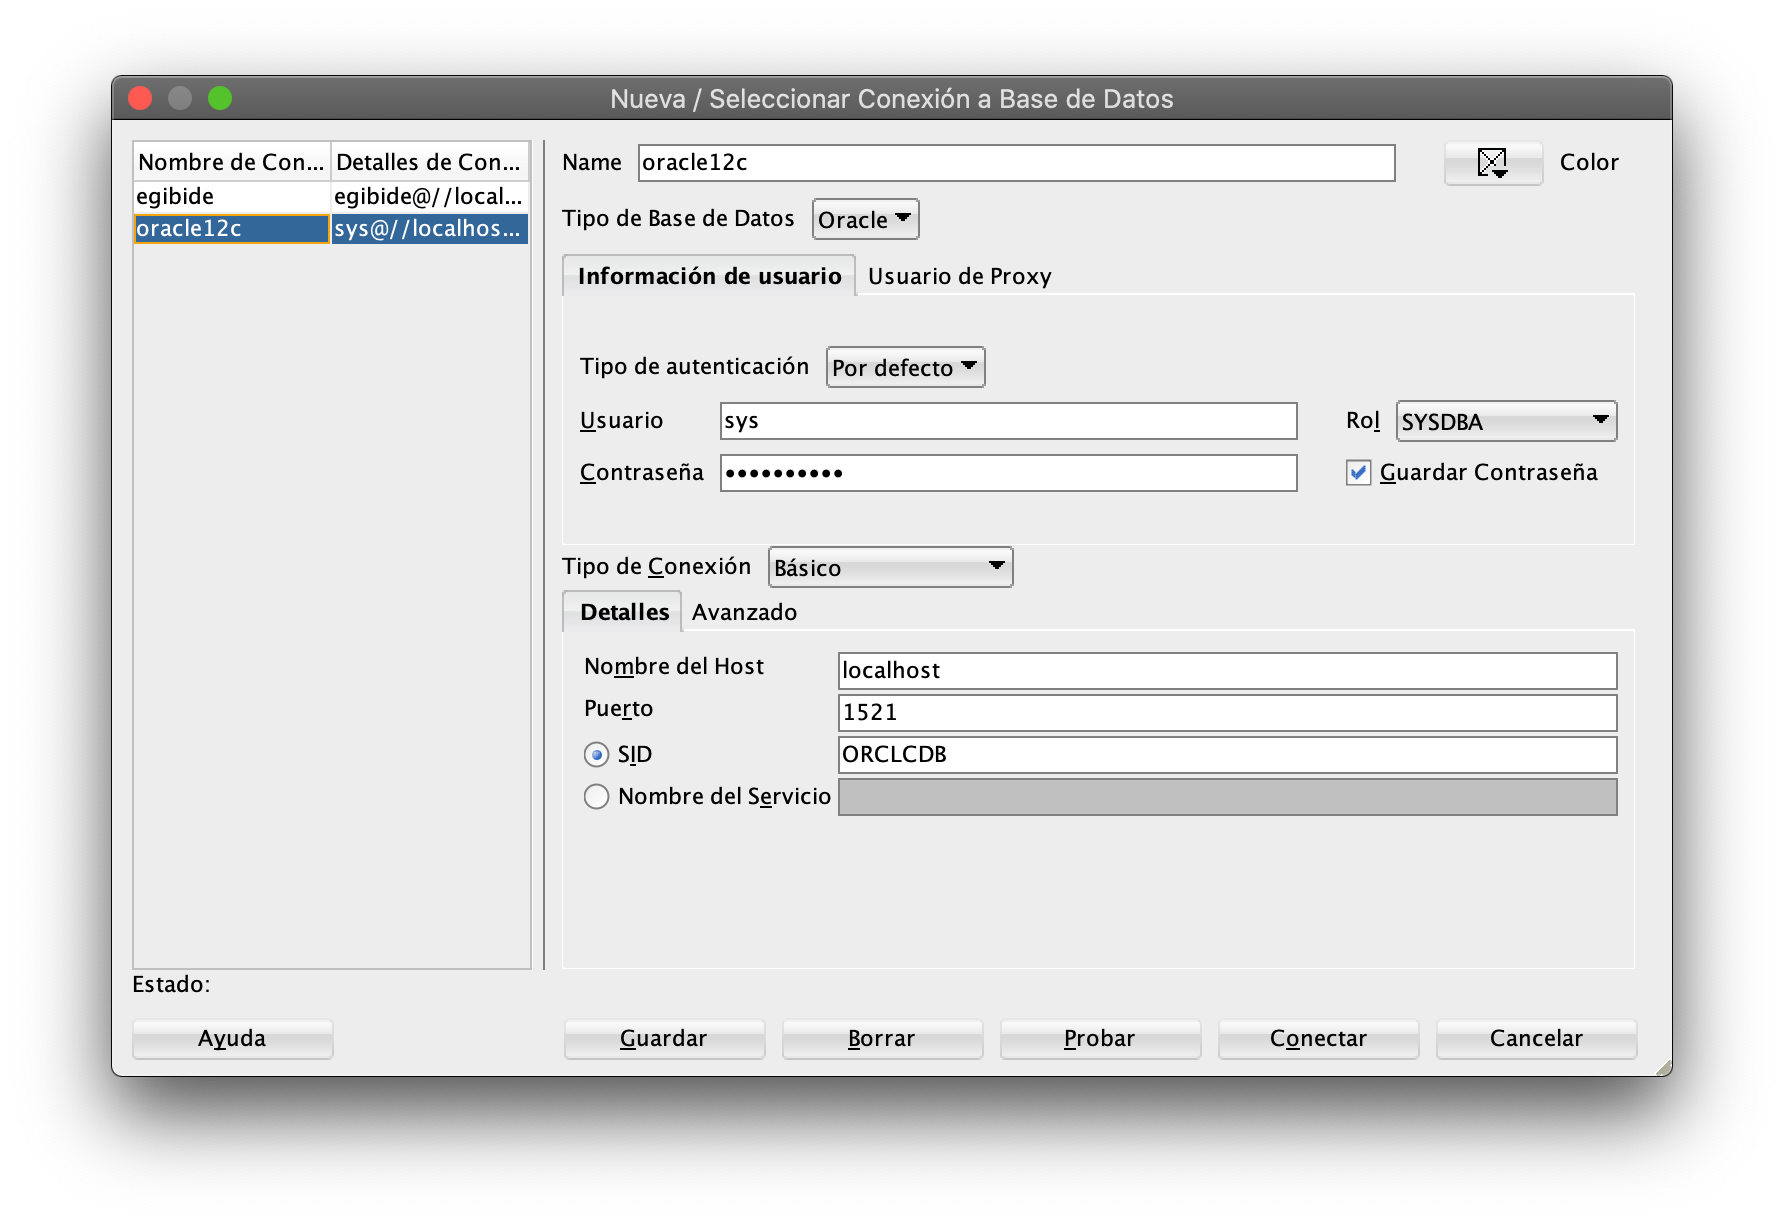 Nueva / Seleccionar Conexión a Base de Datos
Nombre de Con... Detalles de Con...
egibide egibide@//local...
oracle12c sys@//localhos...
Name oracle12c Color
Tipo de Base de Datos Oracle
Información de usuario Usuario de Proxy
Tipo de autenticación Por defecto
Usuario sys Rol SYSDBA
Contraseña •••••••••• Guardar Contraseña
Tipo de Conexión Básico
Detalles Avanzado
Nombre del Host localhost
Puerto 1521
SID ORCLCDB
Nombre del Servicio
Estado:
Ayuda Guardar Borrar Probar Conectar Cancelar